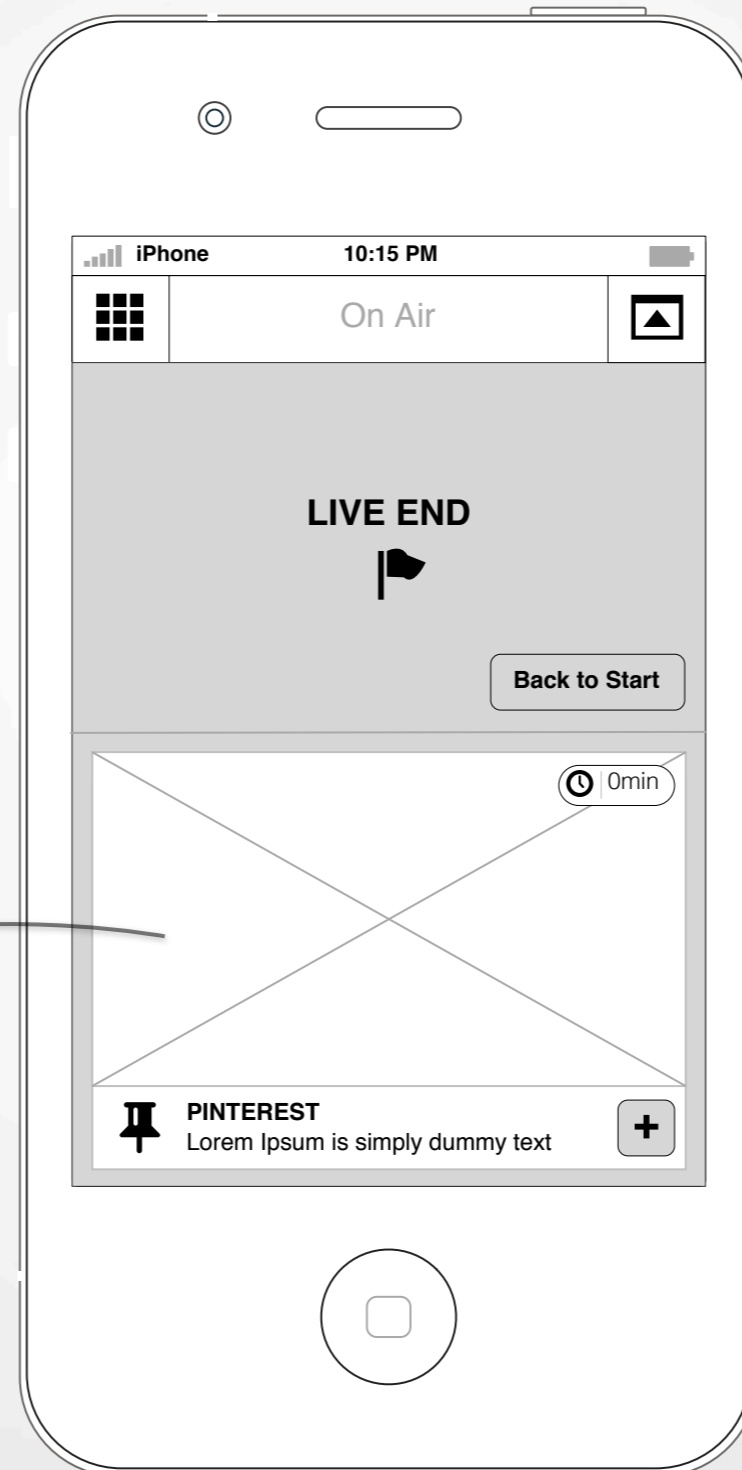 iPhone 10:15 PM
On Air
LIVE END
Back to Start
0min
PINTEREST
Lorem Ipsum is simply dummy text
+